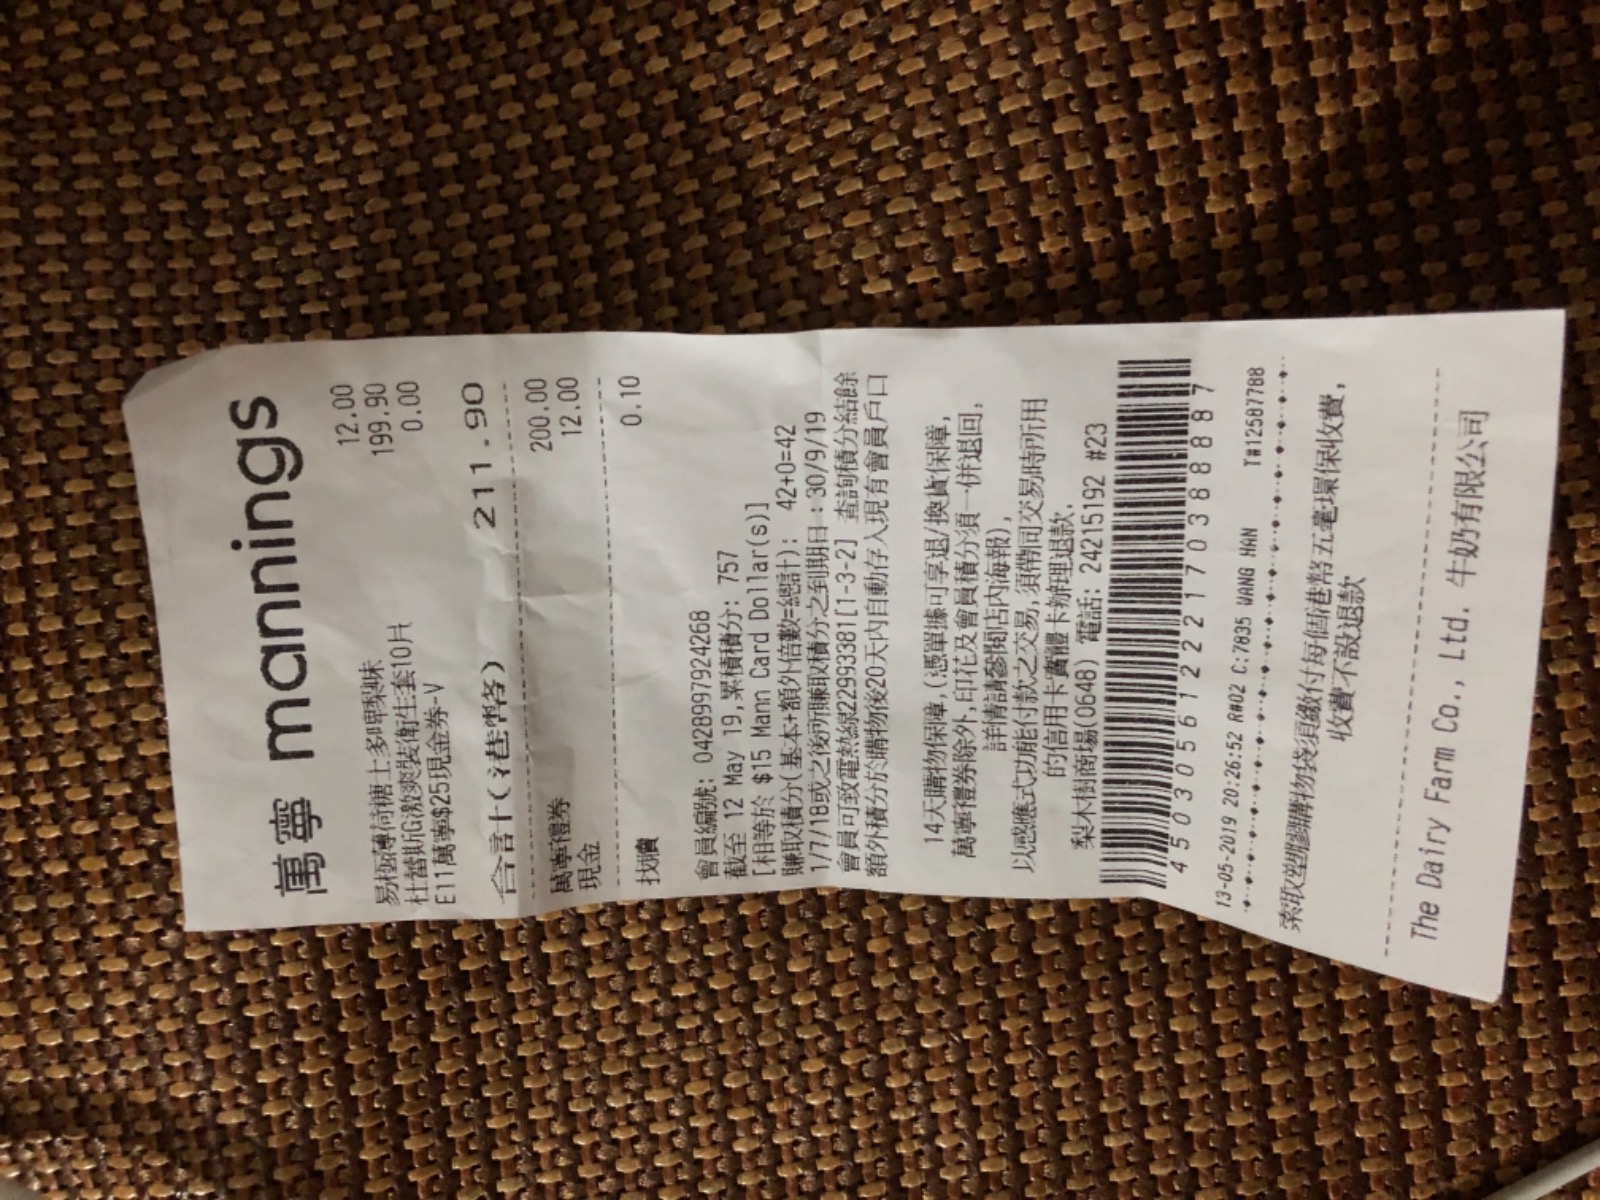 萬寧 mannings
易極薄荷糖士多啤梨味 12.00
杜蕾斯G激爽裝衛生套10片 199.90
E11萬寧$25現金券-V 0.00
合計(港幣) 211.90
萬寧禮券 200.00
現金 12.00
找贖 0.10
會員編號: 0428997924268
截至 12 May 19,累積積分: 757
[相等於 $15 Mann Card Dollar(s)]
賺取積分(基本+額外倍數=總計): 42+0=42
1/7/18或之後所賺取積分之到期日：30/9/19
會員可致電熱線22993381[1-3-2] 查詢積分結餘
額外積分於購物後20天內自動存入現有會員戶口
14天購物保障,(憑單據可享退/換貨保障,
萬寧禮券除外,印花及會員積分須一併退回,
詳情請參閱店內海報),
以感應式功能付款之交易,須帶同交易時所用
的信用卡實體卡辦理退款.
梨木樹商場(0648) 電話: 24215192 #23
45030561222170388887
13-05-2019 20:26:52 R#02 C:7835 WANG HAN T#12587788
索取塑膠購物袋須繳付每個港幣五毫環保收費,
收費不設退款
The Dairy Farm Co., Ltd. 牛奶有限公司